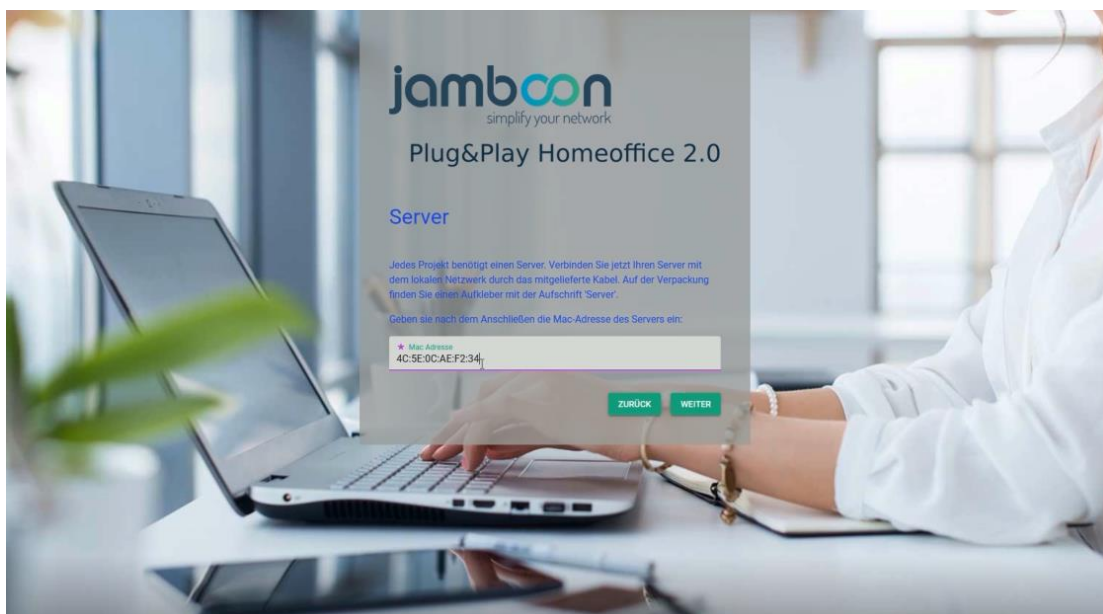 jamboon
simplify your network
Plug&Play Homeoffice 2.0
Server
Jedes Projekt benötigt einen Server. Verbinden Sie jetzt Ihren Server mit
dem lokalen Netzwerk durch das mitgelieferte Kabel. Auf der Verpackung
finden Sie einen Aufkleber mit der Aufschrift 'Server'.
Geben sie nach dem Anschließen die Mac-Adresse des Servers ein:
★ Mac Adresse
4C:5E:0C:AE:F2:34
ZURÜCK WEITER